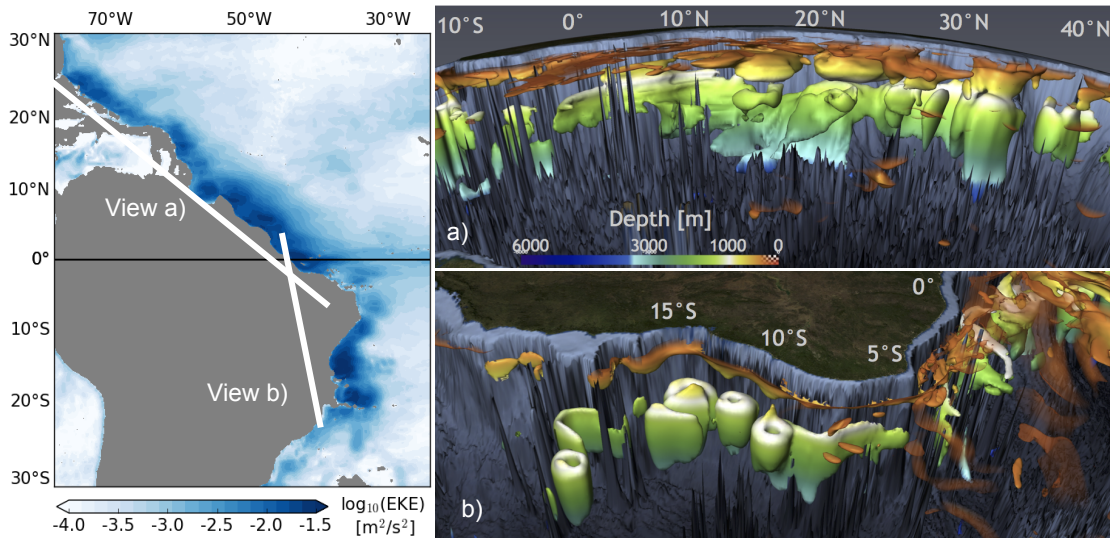 70°W 50°W 30°W
30°N
20°N
10°N
0°
10°S
20°S
30°S
View a)
View b)
-4.0 -3.5 -3.0 -2.5 -2.0 -1.5
log₁₀(EKE)
[m²/s²]
10°S 0° 10°N 20°N 30°N 40°N
Depth [m]
6000 3000 1000 0
a)
15°S
10°S
5°S
0°
b)